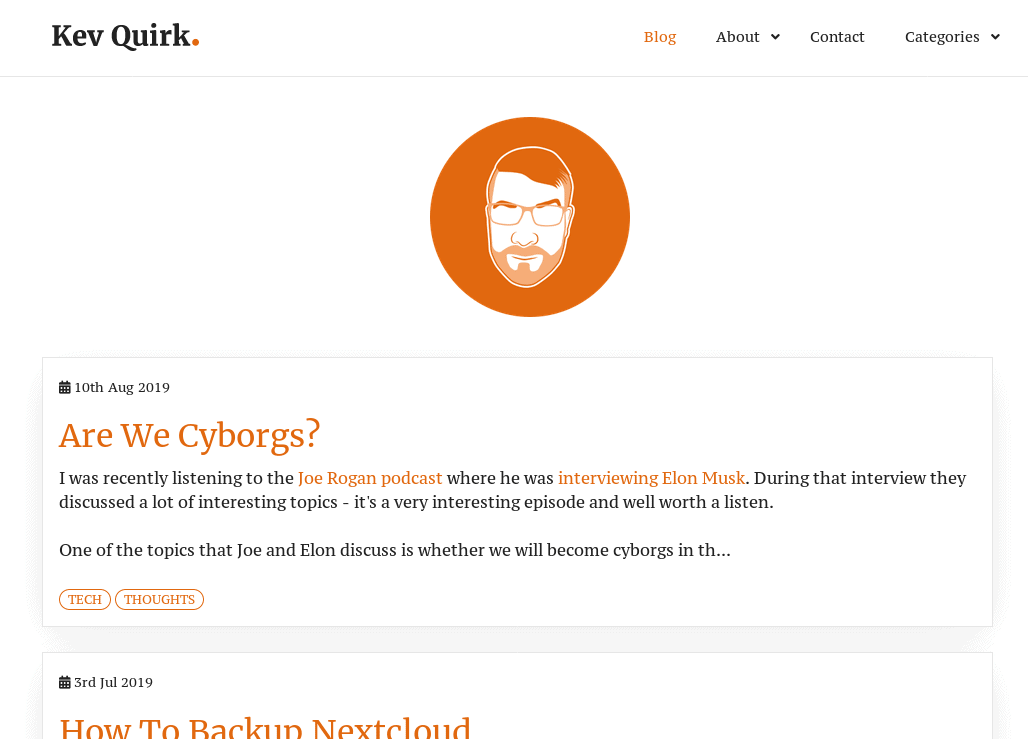 Kev Quirk.
Blog About Contact Categories
10th Aug 2019
Are We Cyborgs?
I was recently listening to the Joe Rogan podcast where he was interviewing Elon Musk. During that interview they
discussed a lot of interesting topics - it's a very interesting episode and well worth a listen.
One of the topics that Joe and Elon discuss is whether we will become cyborgs in th...
TECH THOUGHTS
3rd Jul 2019
How To Backup Nextcloud